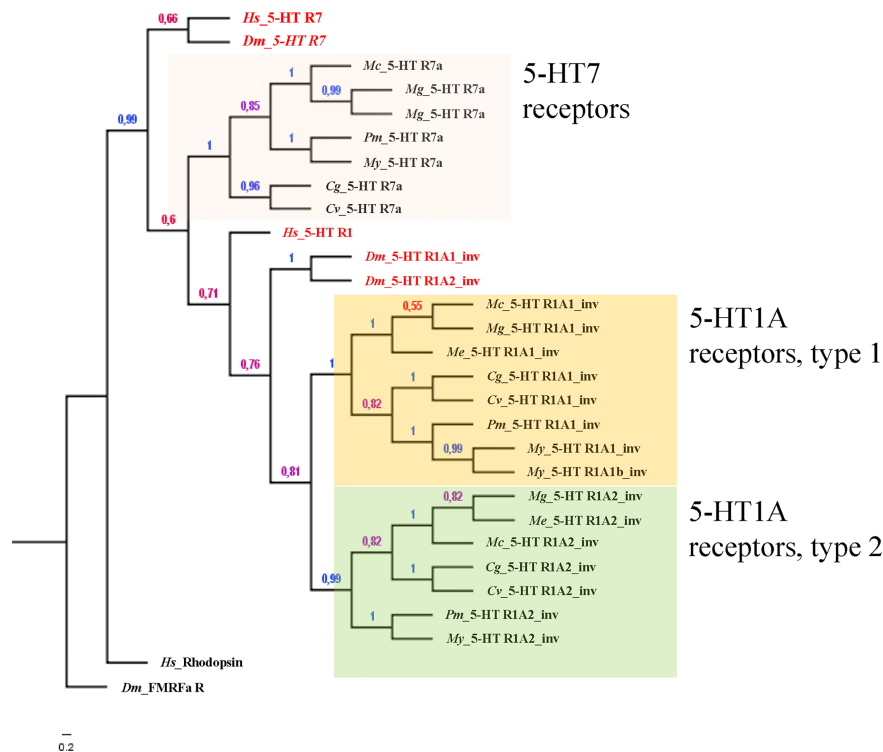 0,66
Hs_5-HT R7
Dm_5-HT R7
0,99
1
Mc_5-HT R7a
5-HT7
receptors
0,99
Mg_5-HT R7a
0,85
Mg_5-HT R7a
1
1
Pm_5-HT R7a
My_5-HT R7a
0,96
Cg_5-HT R7a
Cv_5-HT R7a
0,6
Hs_5-HT R1
1
Dm_5-HT R1A1_inv
Dm_5-HT R1A2_inv
0,71
0,55
Mc_5-HT R1A1_inv
5-HT1A
receptors, type 1
1
Mg_5-HT R1A1_inv
Me_5-HT R1A1_inv
0,76
1
1
Cg_5-HT R1A1_inv
Cv_5-HT R1A1_inv
0,82
Pm_5-HT R1A1_inv
1
0,99
My_5-HT R1A1_inv
My_5-HT R1A1b_inv
0,81
0,82
Mg_5-HT R1A2_inv
5-HT1A
receptors, type 2
1
Me_5-HT R1A2_inv
0,82
Mc_5-HT R1A2_inv
1
Cg_5-HT R1A2_inv
0,99
Cv_5-HT R1A2_inv
1
Pm_5-HT R1A2_inv
My_5-HT R1A2_inv
Hs_Rhodopsin
Dm_FMRFa R
0.2